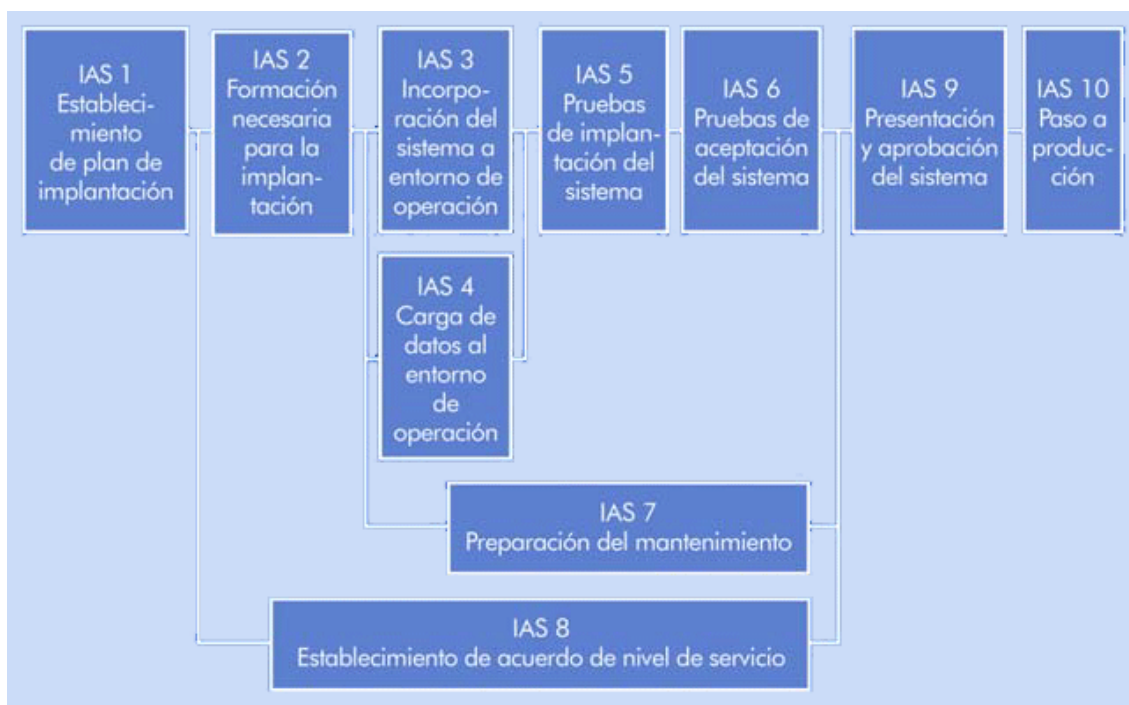 IAS 1
Estableci-
miento
de plan de
implantación
IAS 2
Formación
necesaria
para la
implan-
tación
IAS 3
Incorpo-
ración del
sistema a
entorno de
operación
IAS 4
Carga de
datos al
entorno
de
operación
IAS 5
Pruebas
de implan-
tación del
sistema
IAS 6
Pruebas de
aceptación
del sistema
IAS 7
Preparación del mantenimiento
IAS 8
Establecimiento de acuerdo de nivel de servicio
IAS 9
Presentación
y aprobación
del sistema
IAS 10
Paso a
produc-
ción